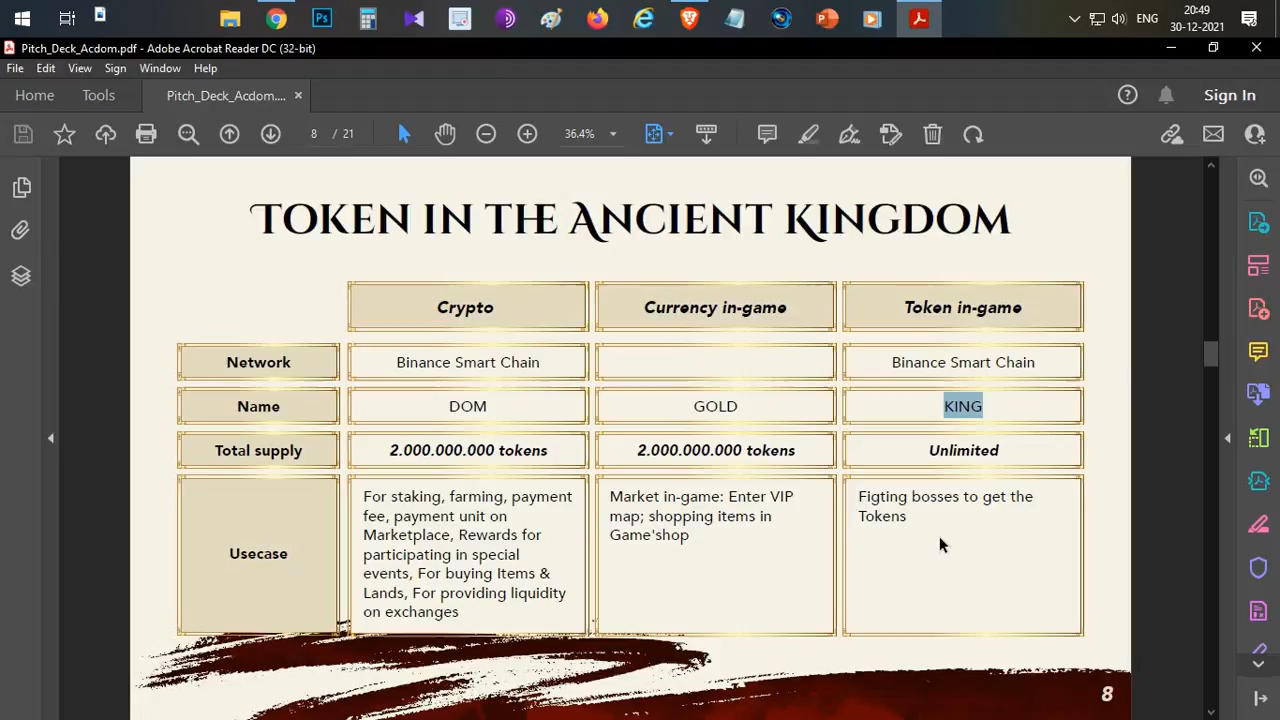 20:49
ENG
30-12-2021
Pitch_Deck_Acdom.pdf - Adobe Acrobat Reader DC (32-bit)
File Edit View Sign Window Help
Home Tools Pitch_Deck_Acdom.... Sign In
8 / 21 36.4%
TOKEN IN THE ANCIENT KINGDOM
Crypto Currency in-game Token in-game
Network Binance Smart Chain Binance Smart Chain
Name DOM GOLD KING
Total supply 2.000.000.000 tokens 2.000.000.000 tokens Unlimited
Usecase
For staking, farming, payment
fee, payment unit on
Marketplace, Rewards for
participating in special
events, For buying Items &
Lands, For providing liquidity
on exchanges
Market in-game: Enter VIP
map; shopping items in
Game'shop
Figting bosses to get the
Tokens
8